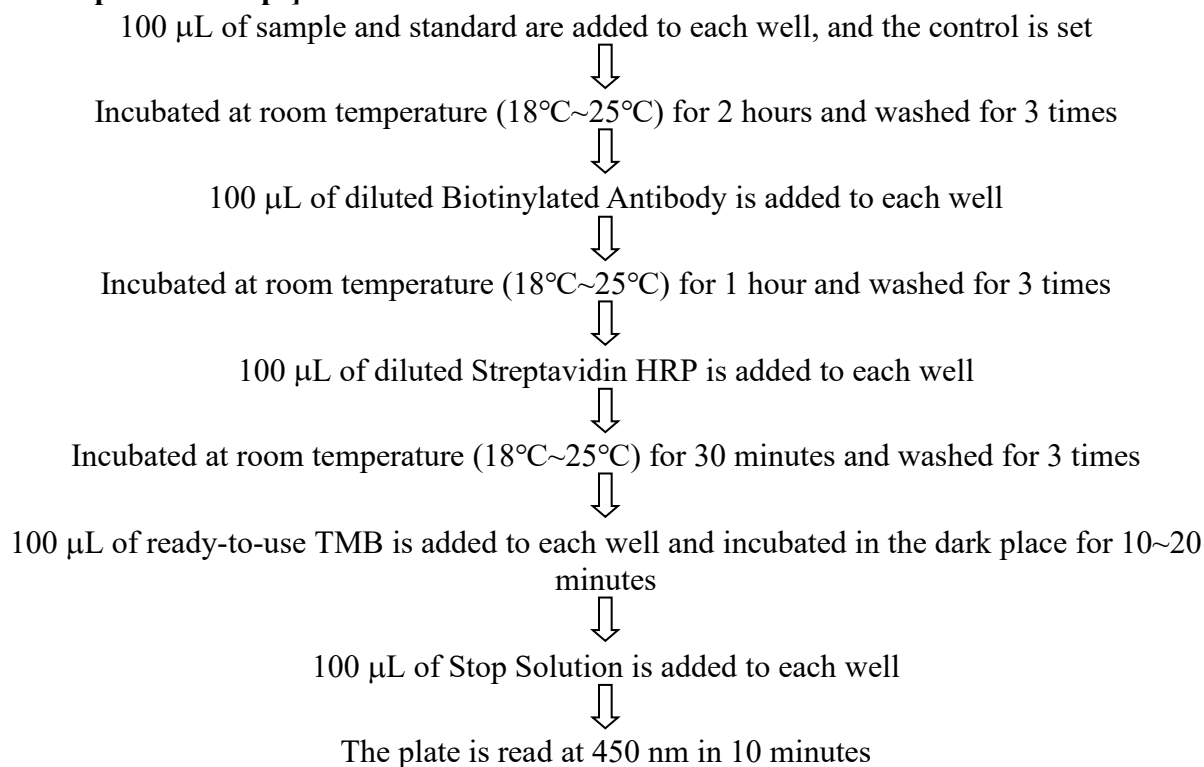 100 μL of sample and standard are added to each well, and the control is set
Incubated at room temperature (18℃~25℃) for 2 hours and washed for 3 times
100 μL of diluted Biotinylated Antibody is added to each well
Incubated at room temperature (18℃~25℃) for 1 hour and washed for 3 times
100 μL of diluted Streptavidin HRP is added to each well
Incubated at room temperature (18℃~25℃) for 30 minutes and washed for 3 times
100 μL of ready-to-use TMB is added to each well and incubated in the dark place for 10~20
minutes
100 μL of Stop Solution is added to each well
The plate is read at 450 nm in 10 minutes